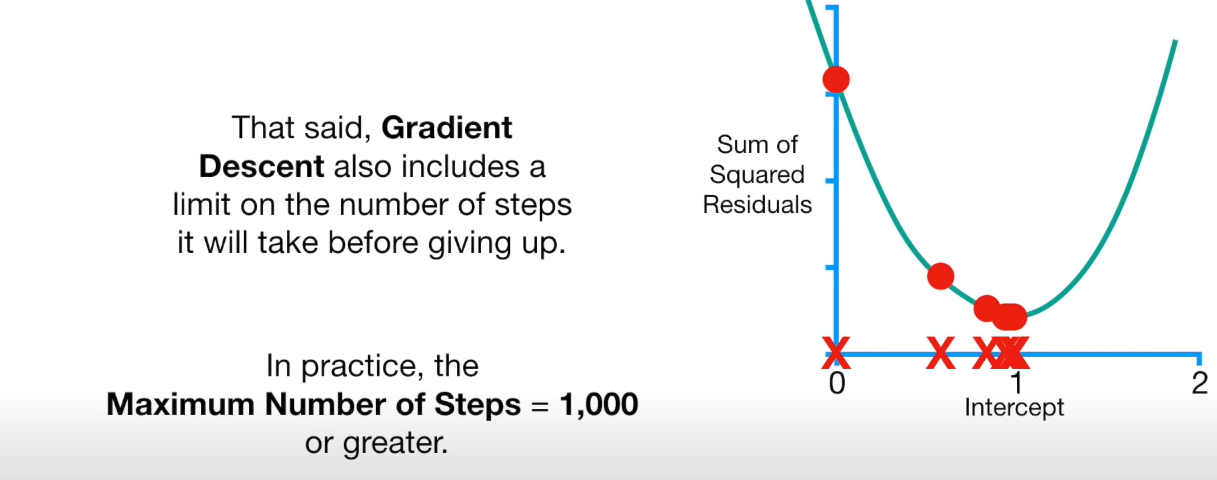 That said, Gradient
Descent also includes a
limit on the number of steps
it will take before giving up.
In practice, the
Maximum Number of Steps = 1,000
or greater.
Sum of
Squared
Residuals
X X X X X X
0 1 2
Intercept